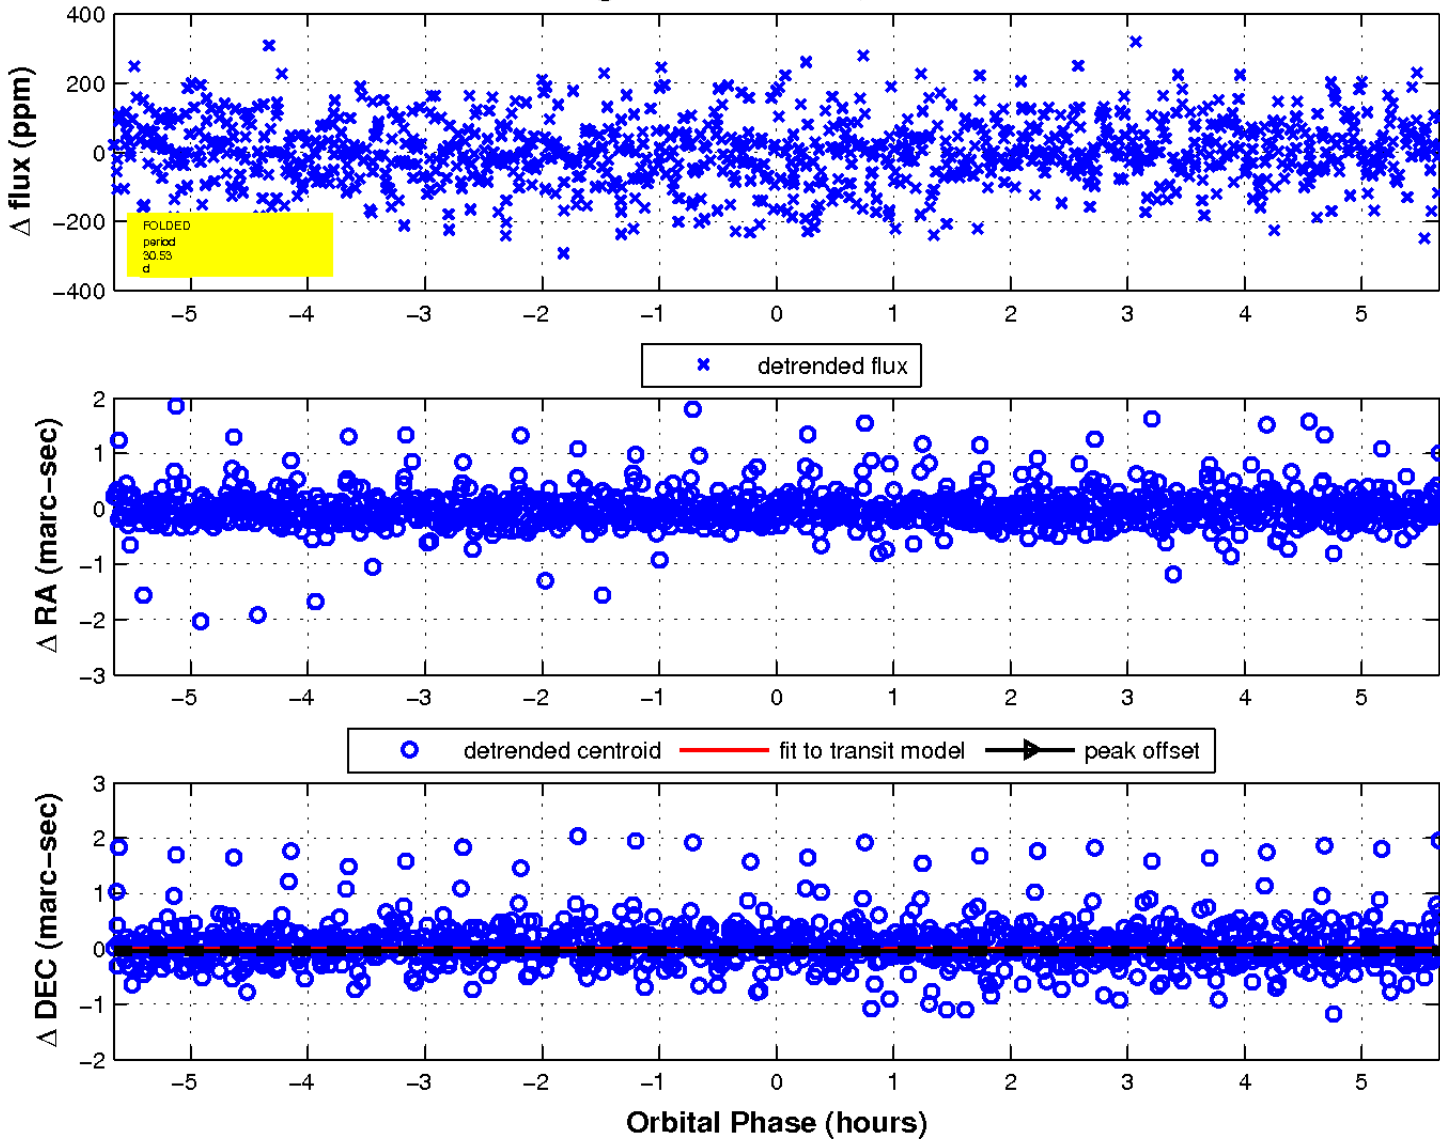 400
200
0
−200
−400
Δ flux (ppm)
FOLDED
period
30.53
d
−5 −4 −3 −2 −1 0 1 2 3 4 5
detrended flux
2
1
0
−1
−2
−3
Δ RA (marc−sec)
−5 −4 −3 −2 −1 0 1 2 3 4 5
detrended centroid fit to transit model peak offset
3
2
1
0
−1
−2
Δ DEC (marc−sec)
−5 −4 −3 −2 −1 0 1 2 3 4 5
Orbital Phase (hours)